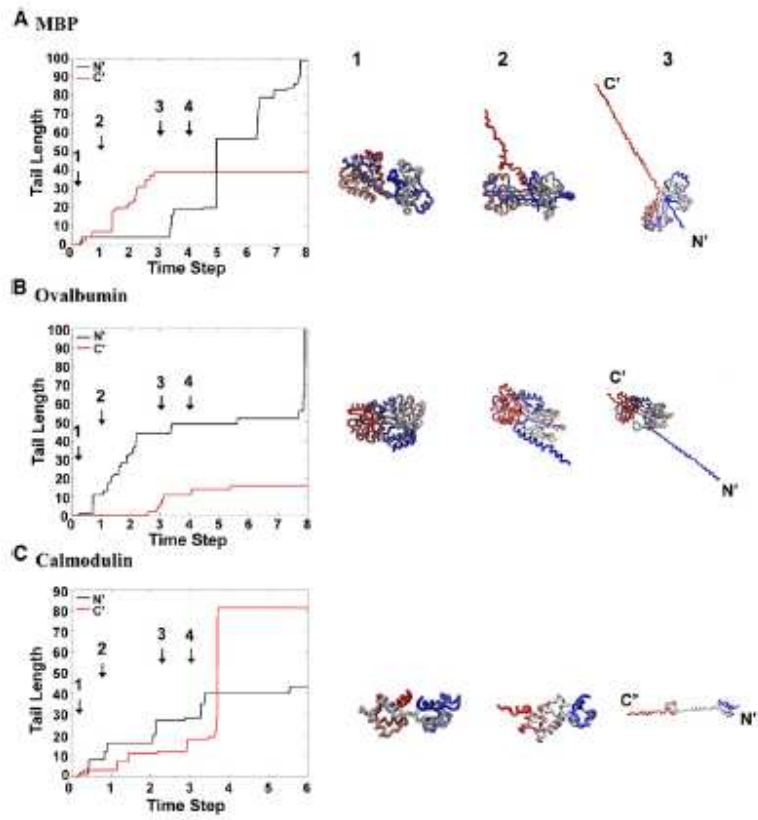 A MBP
100
90
80
70
60
50
40
30
20
10
0
Tail Length
N'
C'
1
2
3
4
0 1 2 3 4 5 6 7 8
Time Step
1 2 3
C'
N'
B Ovalbumin
100
90
80
70
60
50
40
30
20
10
0
Tail Length
N'
C'
1
2
3
4
0 1 2 3 4 5 6 7 8
Time Step
C'
N'
C Calmodulin
90
80
70
60
50
40
30
20
10
0
Tail Length
N'
C'
1
2
3
4
0 1 2 3 4 5 6
Time Step
C'
N'